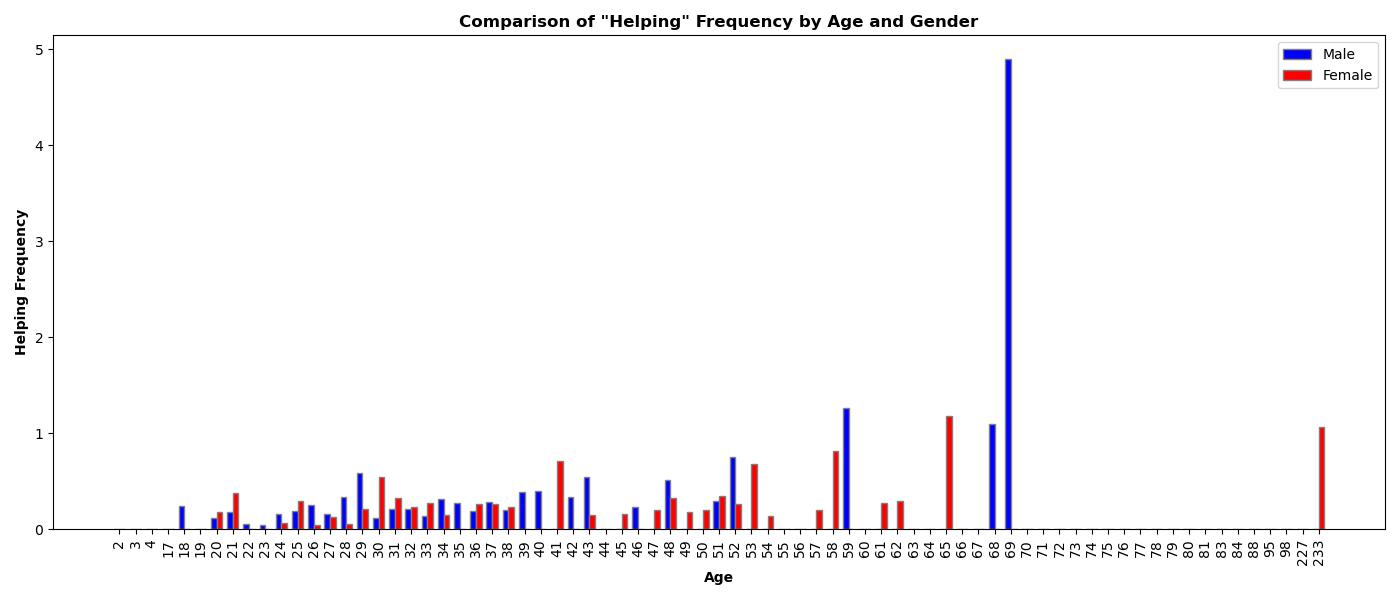 Comparison of "Helping" Frequency by Age and Gender
Male
Female
5
4
3
2
1
0
Helping Frequency
2 3 4 17 18 19 20 21 22 23 24 25 26 27 28 29 30 31 32 33 34 35 36 37 38 39 40 41 42 43 44 45 46 47 48 49 50 51 52 53 54 55 56 57 58 59 60 61 62 63 64 65 66 67 68 69 70 71 72 73 74 75 76 77 78 79 80 81 83 84 88 95 98 227 233
Age